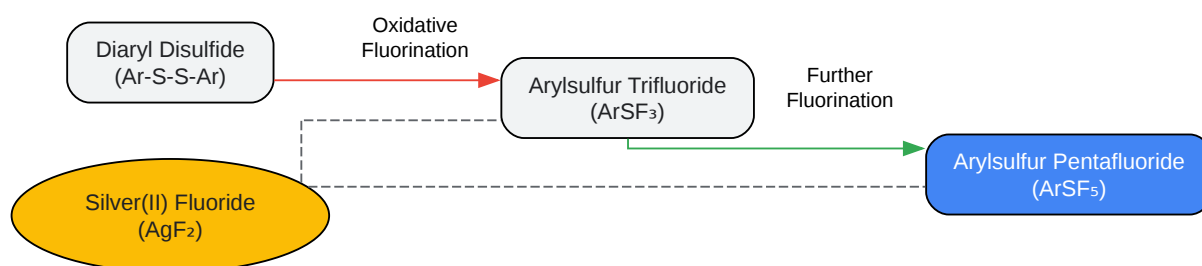 Diaryl Disulfide
(Ar-S-S-Ar)
Oxidative
Fluorination
Arylsulfur Trifluoride
(ArSF₃)
Further
Fluorination
Arylsulfur Pentafluoride
(ArSF₅)
Silver(II) Fluoride
(AgF₂)